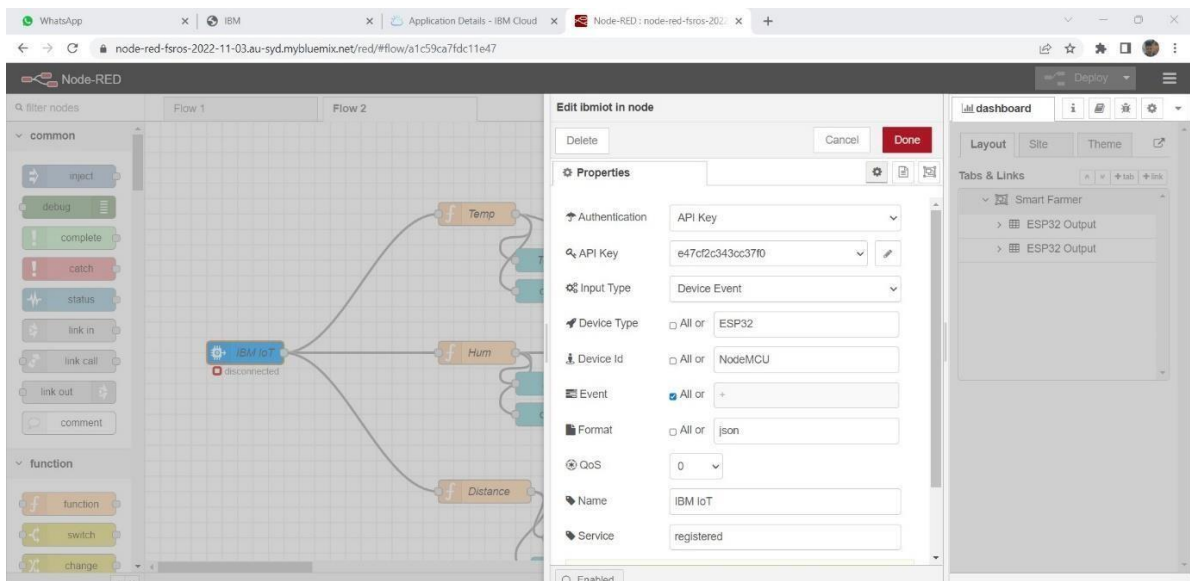 WhatsApp
IBM
Application Details - IBM Cloud
Node-RED : node-red-fsros-202
node-red-fsros-2022-11-03.au-syd.mybluemix.net/red/#flow/a1c59ca7fdc11e47
Node-RED
Deploy
filter nodes
Flow 1
Flow 2
Edit ibmiot in node
dashboard
common
Delete
Cancel
Done
Layout
Site
Theme
Properties
inject
Tabs & Links
tab
link
Smart Farmer
debug
Temp
Authentication
API Key
ESP32 Output
complete
API Key
e47cf2c343cc37f0
ESP32 Output
catch
status
Input Type
Device Event
link in
Device Type
All or
ESP32
IBM IoT
Hum
link call
disconnected
Device Id
All or
NodeMCU
link out
Event
All or
+
comment
Format
All or
json
function
QoS
0
function
Distance
Name
IBM IoT
switch
Service
registered
change
Enabled